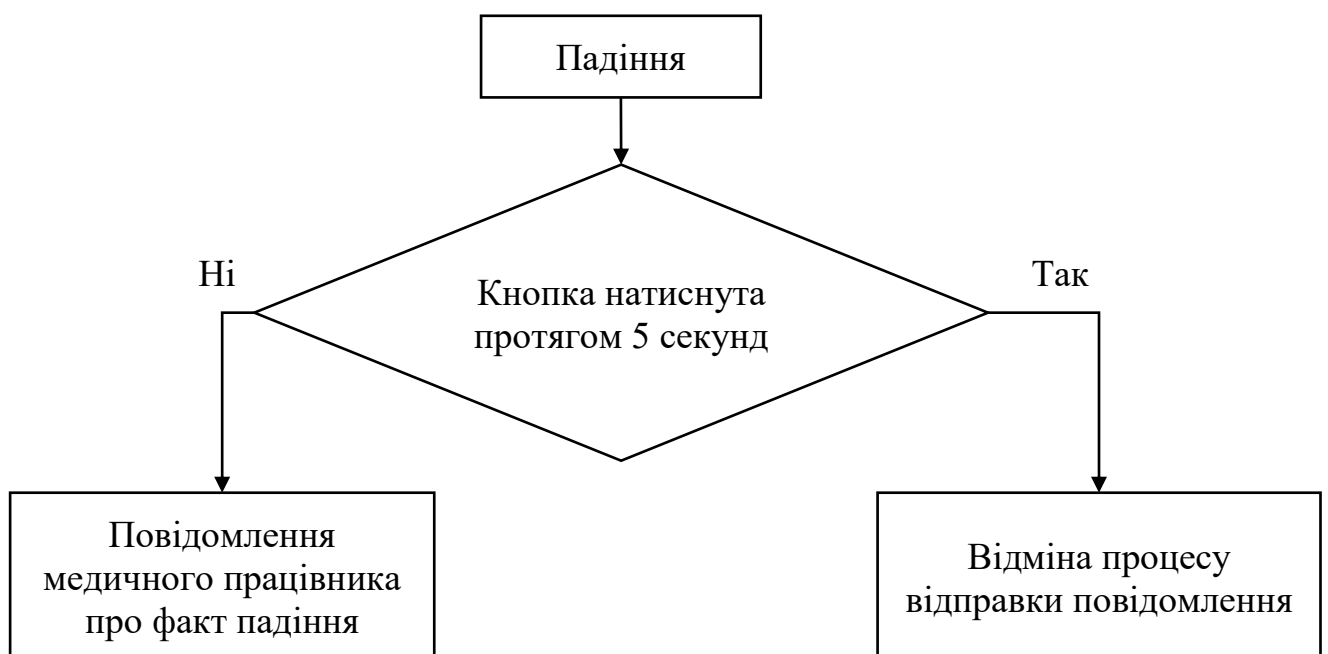 Падіння
Ні
Так
Кнопка натиснута
протягом 5 секунд
Повідомлення
медичного працівника
про факт падіння
Відміна процесу
відправки повідомлення